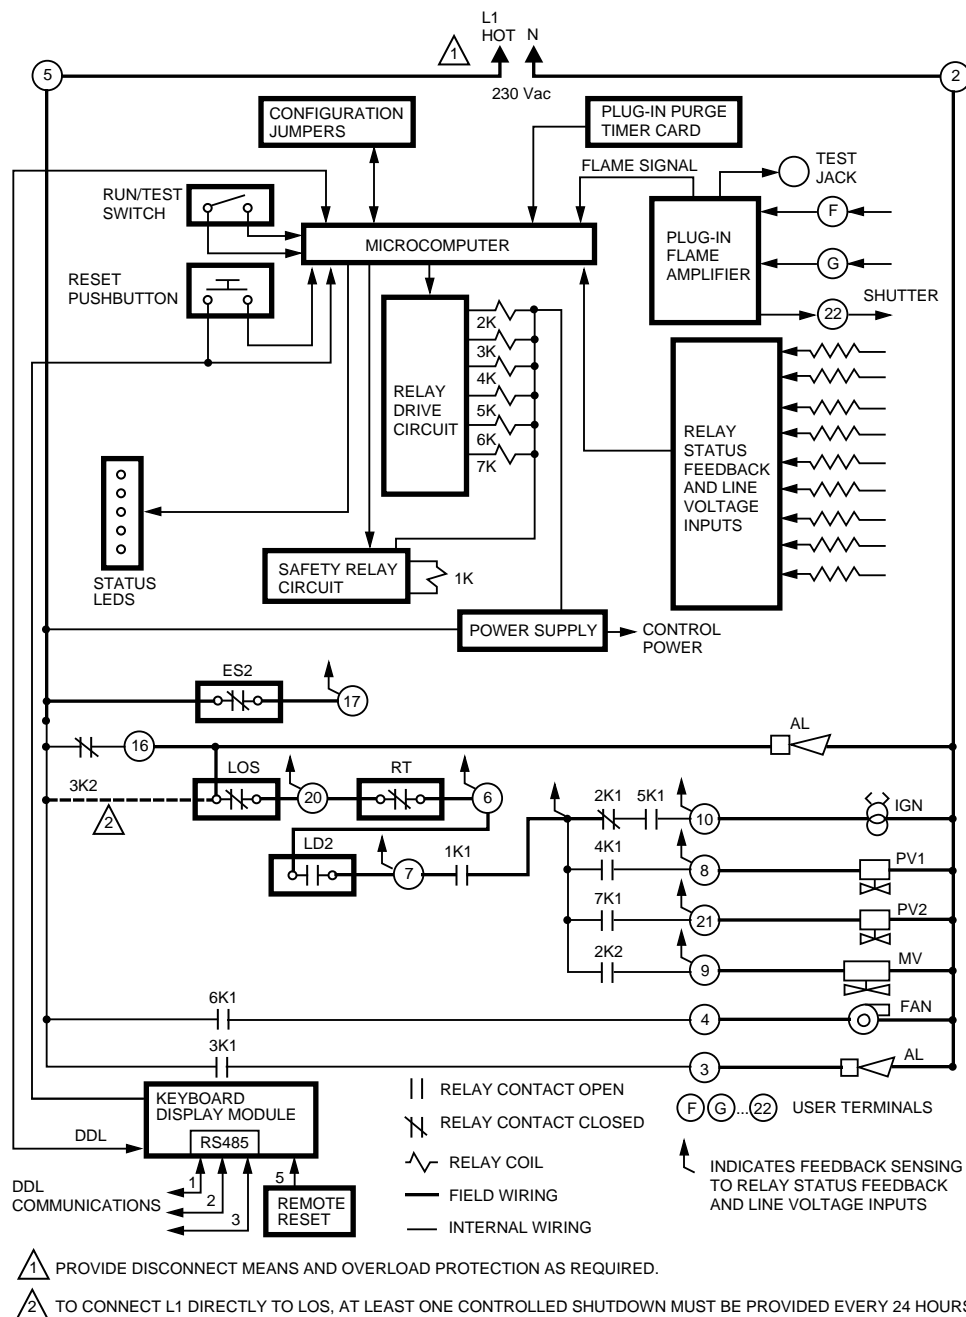 L1
HOT N
1
5
2
230 Vac
CONFIGURATION
JUMPERS
PLUG-IN PURGE
TIMER CARD
FLAME SIGNAL
TEST
JACK
RUN/TEST
SWITCH
F
MICROCOMPUTER
PLUG-IN
FLAME
AMPLIFIER
G
RESET
PUSHBUTTON
SHUTTER
22
2K
3K
4K
5K
6K
7K
RELAY
DRIVE
CIRCUIT
RELAY
STATUS
FEEDBACK
AND LINE
VOLTAGE
INPUTS
STATUS
LEDS
SAFETY RELAY
CIRCUIT
1K
POWER SUPPLY
CONTROL
POWER
ES2
17
AL
16
3K2
LOS
RT
20
6
2
2K1
5K1
10
IGN
LD2
7
1K1
4K1
8
PV1
7K1
21
PV2
2K2
9
MV
6K1
4
FAN
3K1
3
AL
KEYBOARD
DISPLAY MODULE
RS485
DDL
DDL
COMMUNICATIONS
1
2
3
5
REMOTE
RESET
RELAY CONTACT OPEN
RELAY CONTACT CLOSED
RELAY COIL
FIELD WIRING
INTERNAL WIRING
F G ... 22 USER TERMINALS
INDICATES FEEDBACK SENSING
TO RELAY STATUS FEEDBACK
AND LINE VOLTAGE INPUTS
1 PROVIDE DISCONNECT MEANS AND OVERLOAD PROTECTION AS REQUIRED.
2 TO CONNECT L1 DIRECTLY TO LOS, AT LEAST ONE CONTROLLED SHUTDOWN MUST BE PROVIDED EVERY 24 HOURS